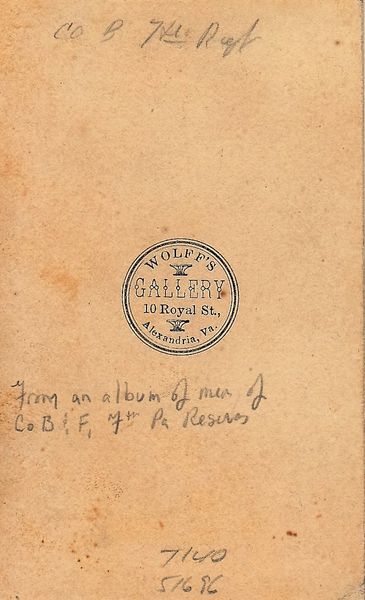 Co B 7th Regt
WOLFF'S
GALLERY
10 Royal St.,
Alexandria, Va.
From an album of men of
Co B & F, 7th Pa Reserves
7140
5186